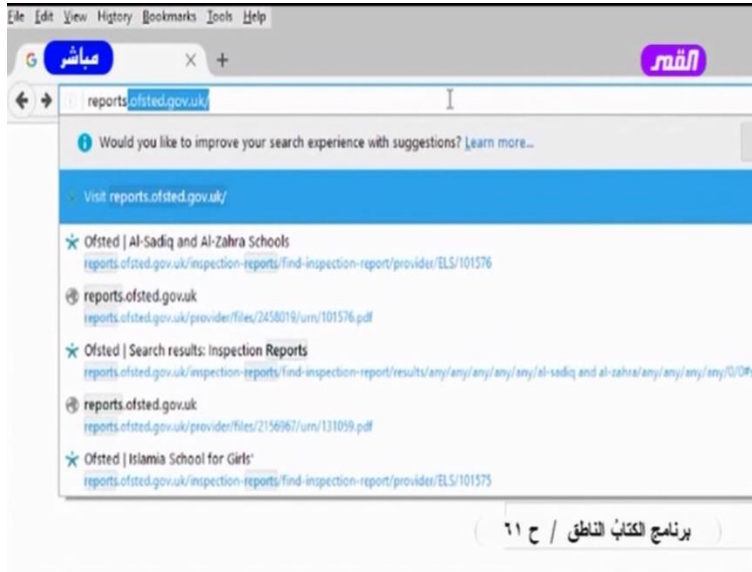 File Edit View History Bookmarks Tools Help
مباشر
القمر
reports.ofsted.gov.uk/
Would you like to improve your search experience with suggestions? Learn more...
Visit reports.ofsted.gov.uk/
Ofsted | Al-Sadiq and Al-Zahra Schools
reports.ofsted.gov.uk/inspection-reports/find-inspection-report/provider/ELS/101576
reports.ofsted.gov.uk
reports.ofsted.gov.uk/provider/files/2458019/urn/101576.pdf
Ofsted | Search results: Inspection Reports
reports.ofsted.gov.uk/inspection-reports/find-inspection-report/results/any/any/any/any/any/al-sadiq and al-zahra/any/any/any/any/0/0#
reports.ofsted.gov.uk
reports.ofsted.gov.uk/provider/files/2156967/urn/131059.pdf
Ofsted | Islamia School for Girls'
reports.ofsted.gov.uk/inspection-reports/find-inspection-report/provider/ELS/101575
برنامج الكتابُ الناطق / ح ٦١